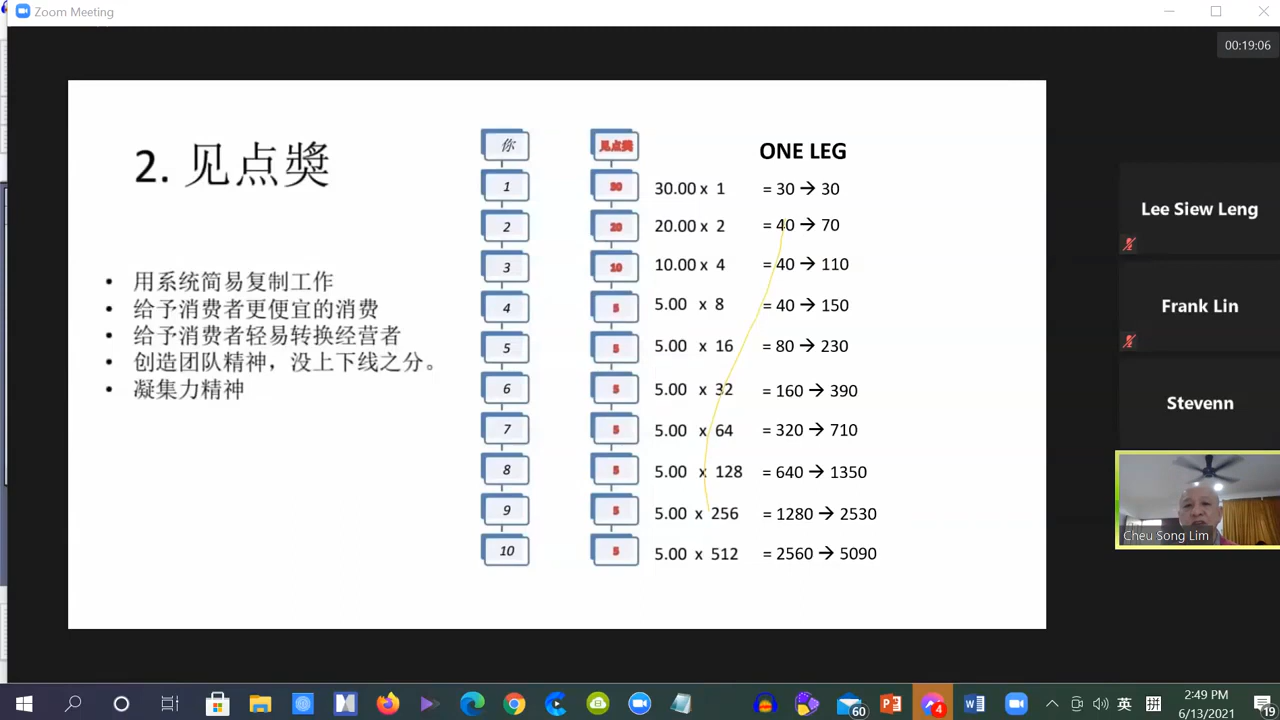 Zoom Meeting
00:19:06
2. 见点獎
用系统简易复制工作
给予消费者更便宜的消费
给予消费者轻易转换经营者
创造团队精神，没上下线之分。
凝集力精神
你 见点獎 ONE LEG
1 30 30.00 x 1 = 30 → 30
2 20 20.00 x 2 = 40 → 70
3 10 10.00 x 4 = 40 → 110
4 5 5.00 x 8 = 40 → 150
5 5 5.00 x 16 = 80 → 230
6 5 5.00 x 32 = 160 → 390
7 5 5.00 x 64 = 320 → 710
8 5 5.00 x 128 = 640 → 1350
9 5 5.00 x 256 = 1280 → 2530
10 5 5.00 x 512 = 2560 → 5090
Lee Siew Leng
Frank Lin
Stevenn
Cheu Song Lim
60
4
英
拼
2:49 PM
6/13/2021
19